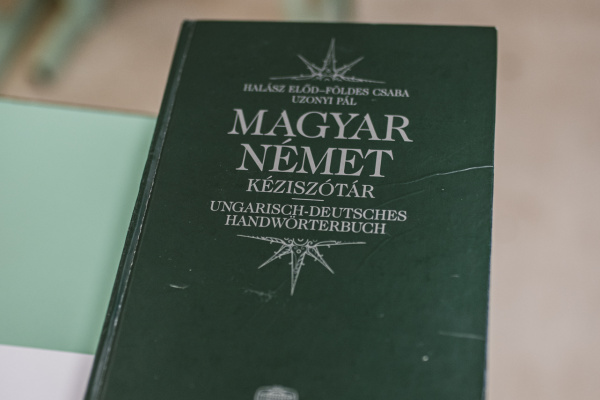 HALÁSZ ELŐD–FÖLDES CSABA
UZONYI PÁL
MAGYAR
NÉMET
KÉZISZÓTÁR
UNGARISCH-DEUTSCHES
HANDWÖRTERBUCH